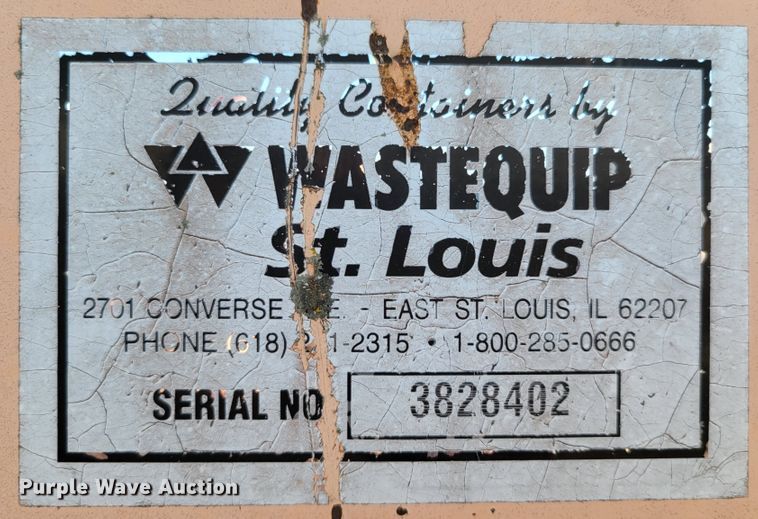 Quality Containers by
WASTEQUIP
St. Louis
2701 CONVERSE - EAST ST. LOUIS, IL 62207
PHONE (618) 1-2315 • 1-800-285-0666
SERIAL NO 3828402
Purple Wave Auction